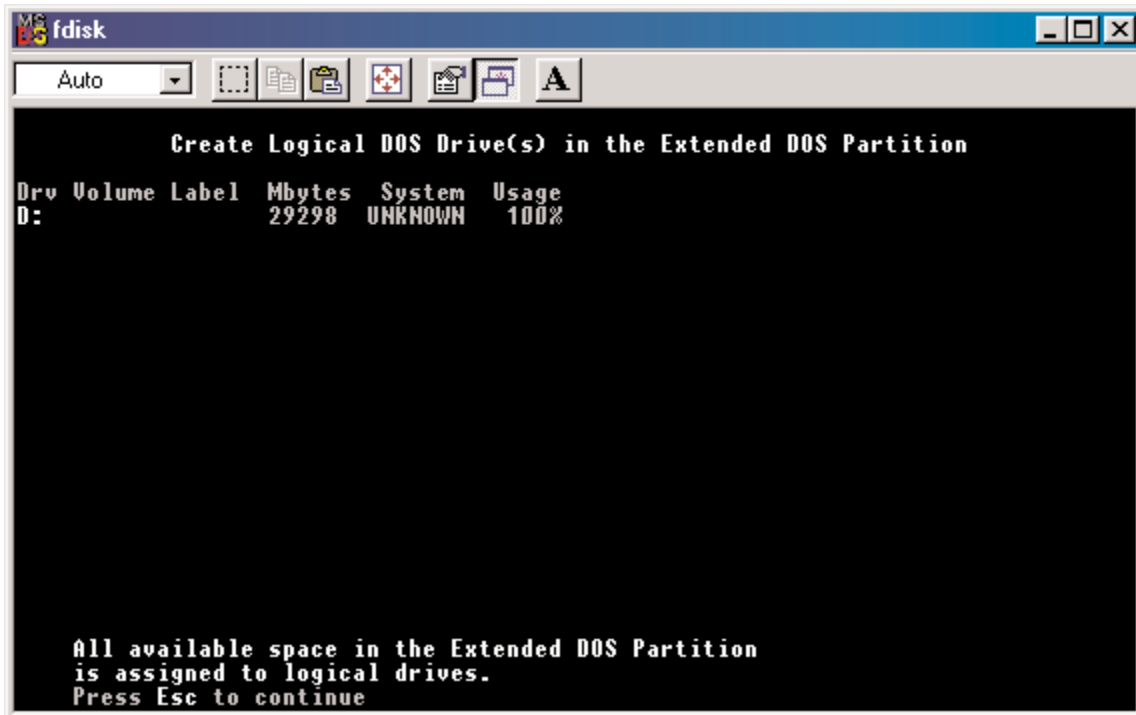 fdisk
Auto
A
Create Logical DOS Drive(s) in the Extended DOS Partition
Drv Volume Label  Mbytes  System  Usage
D:  29298  UNKNOWN  100%
All available space in the Extended DOS Partition
is assigned to logical drives.
Press Esc to continue